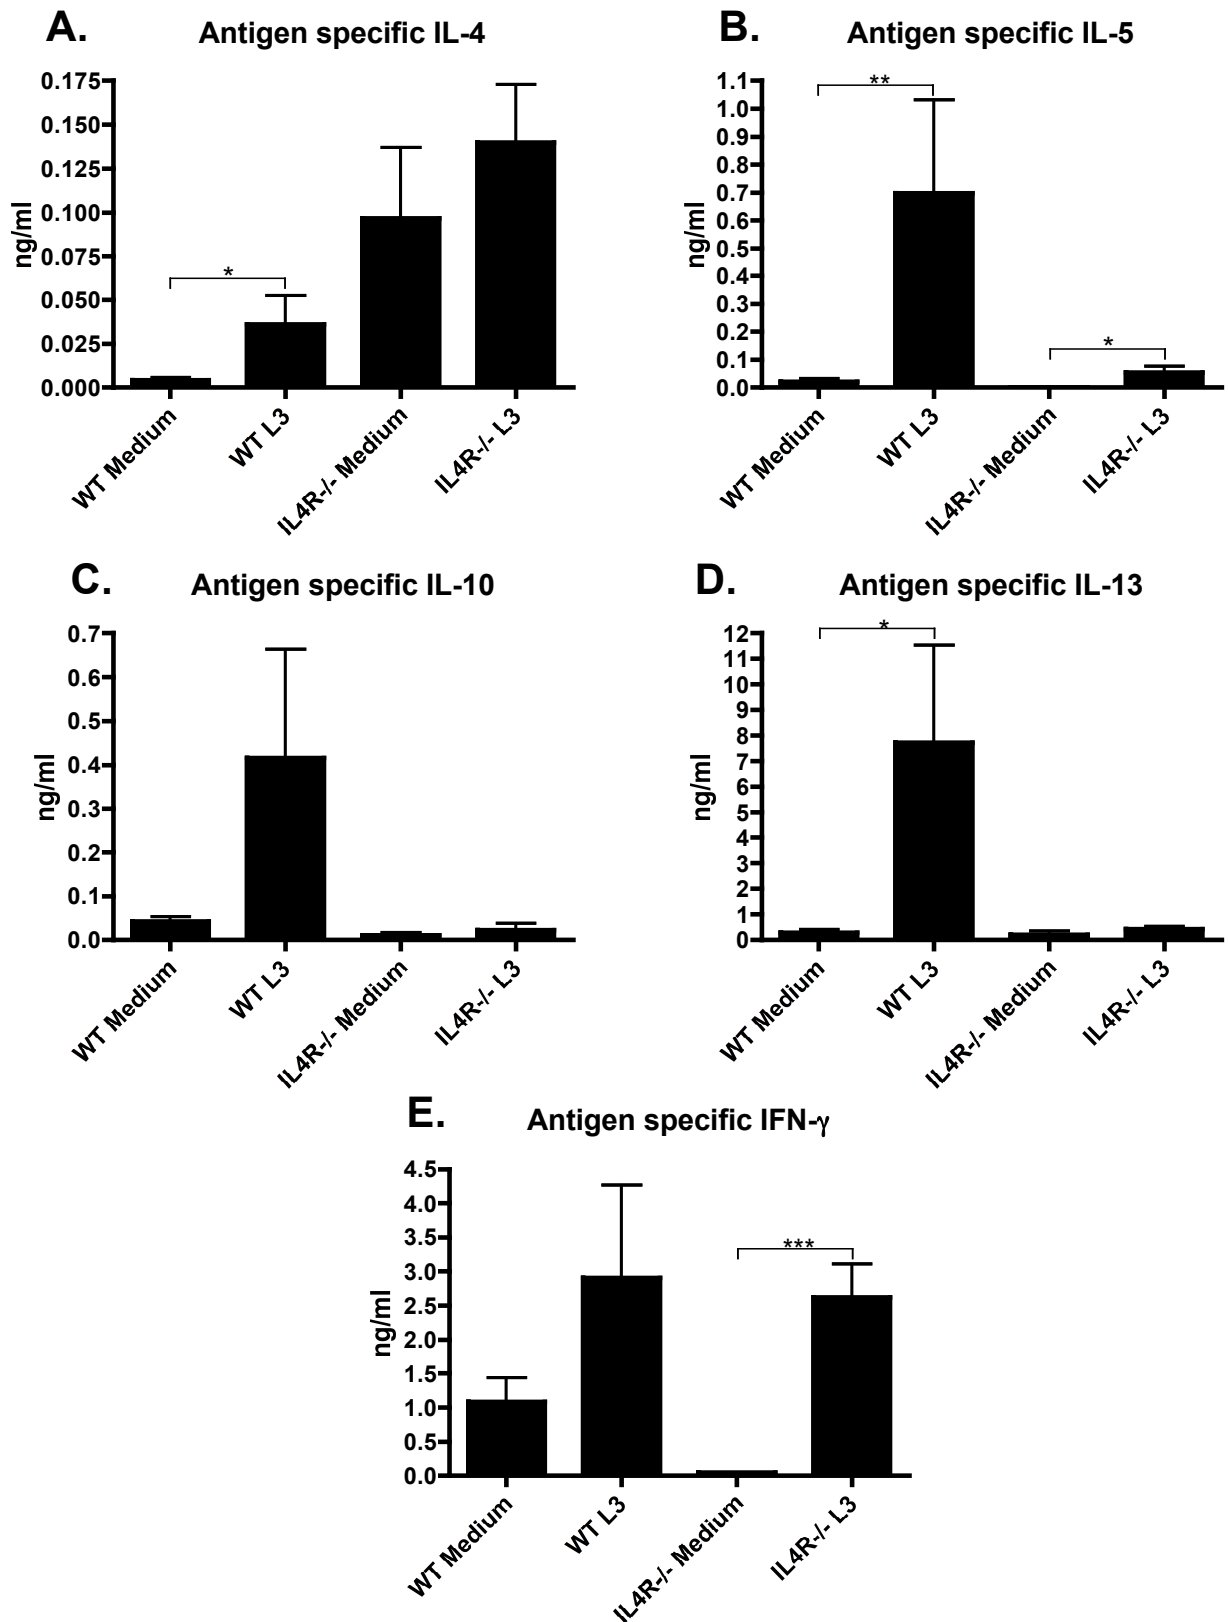 A. Antigen specific IL-4
0.175
0.150
0.125
0.100
0.075
0.050
0.025
0.000
ng/ml
*
WT Medium
WT L3
IL4R-/- Medium
IL4R-/- L3
B. Antigen specific IL-5
1.1
1.0
0.9
0.8
0.7
0.6
0.5
0.4
0.3
0.2
0.1
0.0
ng/ml
**
*
WT Medium
WT L3
IL4R-/- Medium
IL4R-/- L3
C. Antigen specific IL-10
0.7
0.6
0.5
0.4
0.3
0.2
0.1
0.0
ng/ml
WT Medium
WT L3
IL4R-/- Medium
IL4R-/- L3
D. Antigen specific IL-13
12
11
10
9
8
7
6
5
4
3
2
1
0
ng/ml
*
WT Medium
WT L3
IL4R-/- Medium
IL4R-/- L3
E. Antigen specific IFN-γ
4.5
4.0
3.5
3.0
2.5
2.0
1.5
1.0
0.5
0.0
ng/ml
***
WT Medium
WT L3
IL4R-/- Medium
IL4R-/- L3